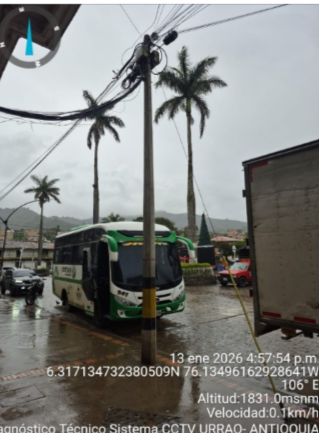 13 ene 2026 4:57:54 p.m.
6.317134732380509N 76.13496162928641W
106° E
Altitud:1831.0msnm
Velocidad:0.1km/h
agnóstico Técnico Sistema CCTV URRAO- ANTIOQUIA